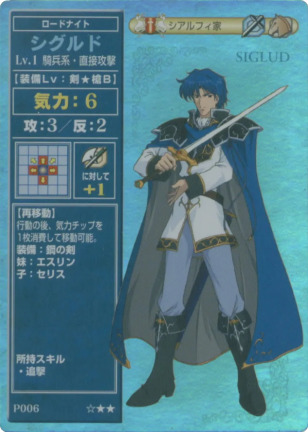 ロードナイト
シグルド
Lv.1 騎兵系・直接攻撃
【装備Lv：剣★槍B】
気力：6
攻：3／反：2
に対して
+1
【再移動】
行動の後、気力チップを
1枚消費して移動可能。
装備：鋼の剣
妹：エスリン
子：セリス
所持スキル
・追撃
P006
☆★★
シアルフィ家
SIGLUD